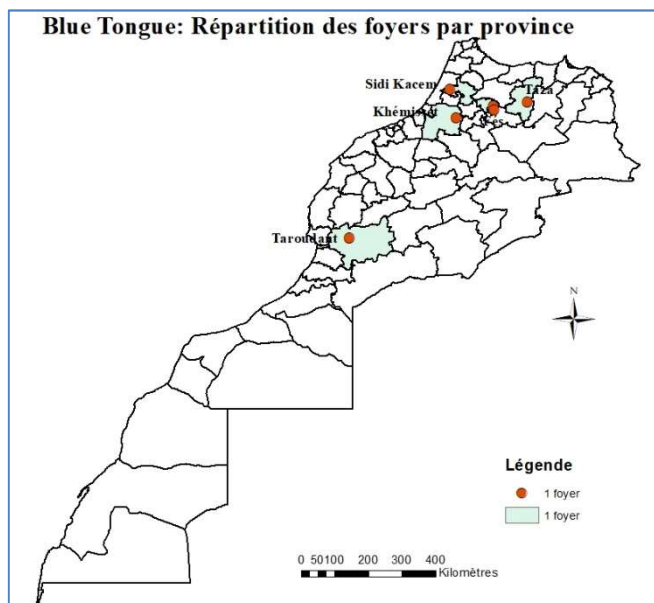 Blue Tongue: Répartition des foyers par province
Sidi Kacem
Taza
Khémisset
Fes
Taroudant
N
Légende
1 foyer
1 foyer
0 50100 200 300 400
Kilomètres